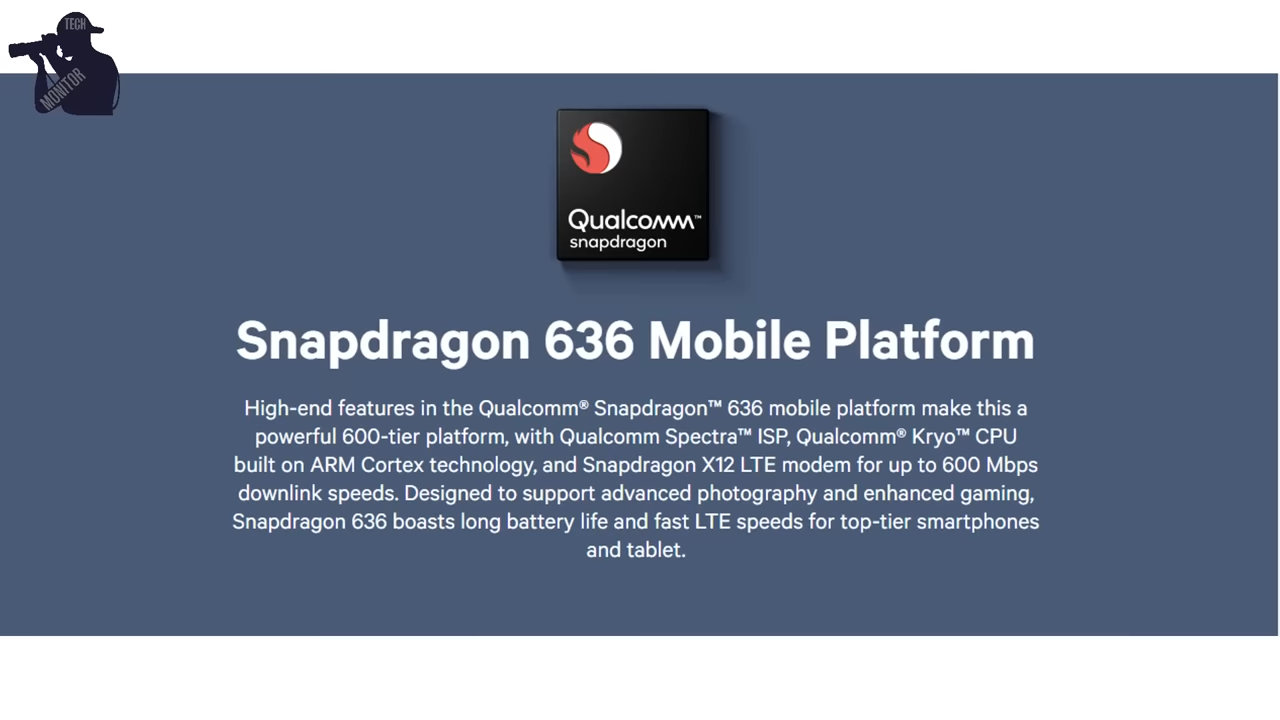 TECH
MONITOR
Qualcomm™
snapdragon
Snapdragon 636 Mobile Platform
High-end features in the Qualcomm® Snapdragon™ 636 mobile platform make this a
powerful 600-tier platform, with Qualcomm Spectra™ ISP, Qualcomm® Kryo™ CPU
built on ARM Cortex technology, and Snapdragon X12 LTE modem for up to 600 Mbps
downlink speeds. Designed to support advanced photography and enhanced gaming,
Snapdragon 636 boasts long battery life and fast LTE speeds for top-tier smartphones
and tablet.